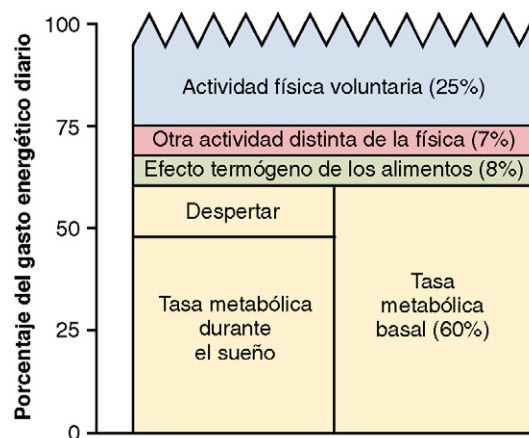 Porcentaje del gasto energético diario
100
75
50
25
0
Actividad física voluntaria (25%)
Otra actividad distinta de la física (7%)
Efecto termógeno de los alimentos (8%)
Despertar
Tasa metabólica
durante
el sueño
Tasa
metabólica
basal (60%)